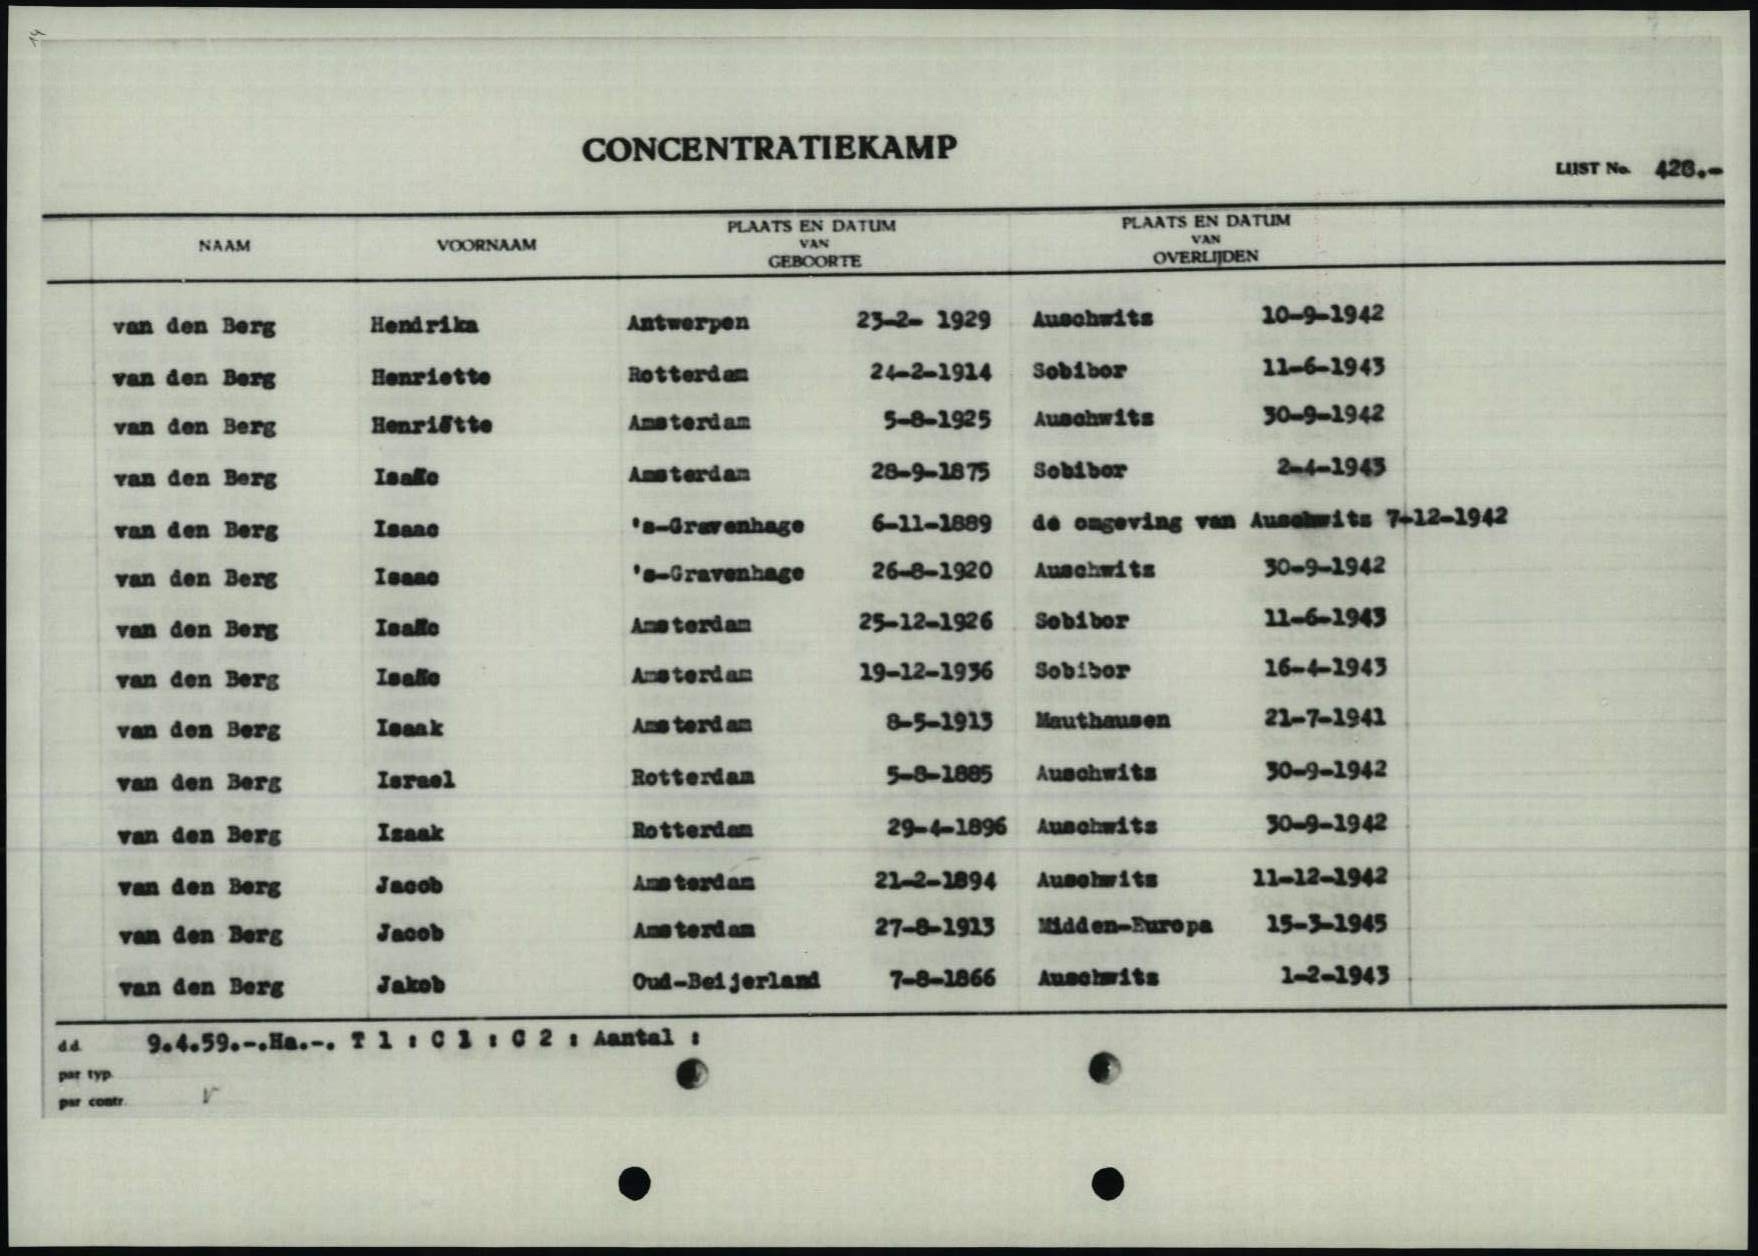 14
CONCENTRATIEKAMP
LIJST No. 428.-
NAAM VOORNAAM PLAATS EN DATUM VAN GEBOORTE PLAATS EN DATUM VAN OVERLIJDEN
van den Berg Hendrika Antwerpen 23-2- 1929 Auschwitz 10-9-1942
van den Berg Henriette Rotterdam 24-2-1914 Sobibor 11-6-1943
van den Berg Henriëtte Amsterdam 5-8-1925 Auschwitz 30-9-1942
van den Berg Isaäc Amsterdam 28-9-1875 Sobibor 2-4-1943
van den Berg Isaac 's-Gravenhage 6-11-1889 de omgeving van Auschwitz 7-12-1942
van den Berg Isaac 's-Gravenhage 26-8-1920 Auschwitz 30-9-1942
van den Berg Isaäc Amsterdam 25-12-1926 Sobibor 11-6-1943
van den Berg Isaäc Amsterdam 19-12-1936 Sobibor 16-4-1943
van den Berg Isaak Amsterdam 8-5-1913 Mauthausen 21-7-1941
van den Berg Israel Rotterdam 5-8-1885 Auschwitz 30-9-1942
van den Berg Izaak Rotterdam 29-4-1896 Auschwitz 30-9-1942
van den Berg Jacob Amsterdam 21-2-1894 Auschwitz 11-12-1942
van den Berg Jacob Amsterdam 27-8-1913 Midden-Europa 15-3-1945
van den Berg Jakob Oud-Beijerland 7-8-1866 Auschwitz 1-2-1943
d.d. 9.4.59.-.Ha.-. T 1 : C 1 : C 2 : Aantal :
par typ.
par contr.